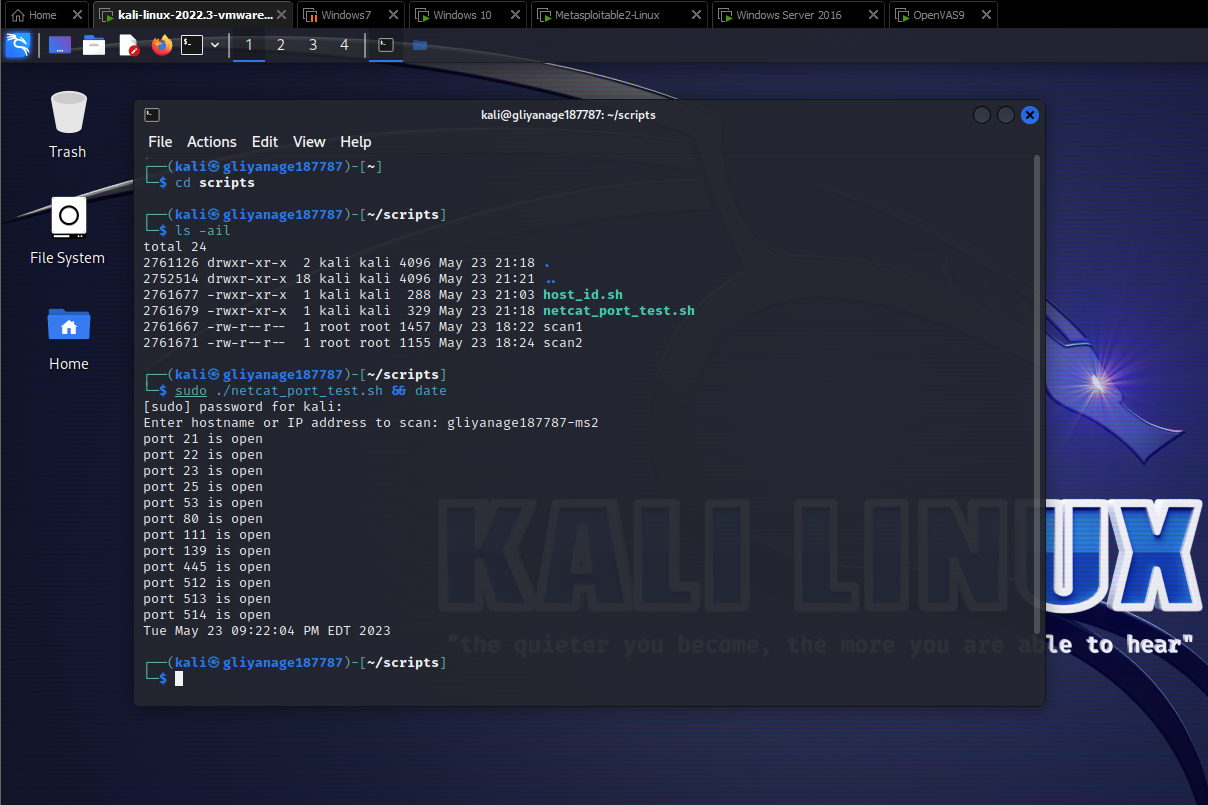 Home
kali-linux-2022.3-vmware...
Windows7
Windows 10
Metasploitable2-Linux
Windows Server 2016
OpenVAS9
1 2 3 4
Trash
File System
Home
kali@gliyanage187787: ~/scripts
File Actions Edit View Help
┌──(kali㉿gliyanage187787)-[~]
└─$ cd scripts
┌──(kali㉿gliyanage187787)-[~/scripts]
└─$ ls -ail
total 24
2761126 drwxr-xr-x  2 kali kali 4096 May 23 21:18 .
2752514 drwxr-xr-x 18 kali kali 4096 May 23 21:21 ..
2761677 -rwxr-xr-x  1 kali kali  288 May 23 21:03 host_id.sh
2761679 -rwxr-xr-x  1 kali kali  329 May 23 21:18 netcat_port_test.sh
2761667 -rw-r--r--  1 root root 1457 May 23 18:22 scan1
2761671 -rw-r--r--  1 root root 1155 May 23 18:24 scan2
┌──(kali㉿gliyanage187787)-[~/scripts]
└─$ sudo ./netcat_port_test.sh && date
[sudo] password for kali:
Enter hostname or IP address to scan: gliyanage187787-ms2
port 21 is open
port 22 is open
port 23 is open
port 25 is open
port 53 is open
port 80 is open
port 111 is open
port 139 is open
port 445 is open
port 512 is open
port 513 is open
port 514 is open
Tue May 23 09:22:04 PM EDT 2023
┌──(kali㉿gliyanage187787)-[~/scripts]
└─$
KALI LINUX
"the quieter you become, the more you are able to hear"